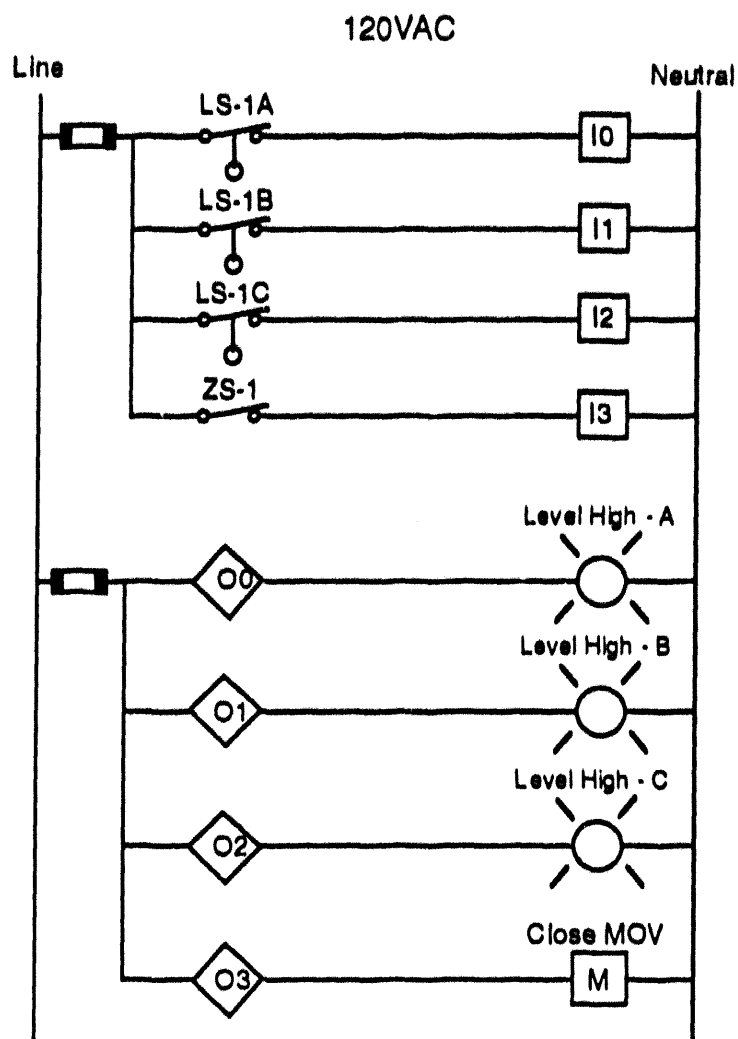 120VAC
Line
Neutral
LS-1A
I0
LS-1B
I1
LS-1C
I2
ZS-1
I3
Level High - A
O0
Level High - B
O1
Level High - C
O2
Close MOV
O3
M